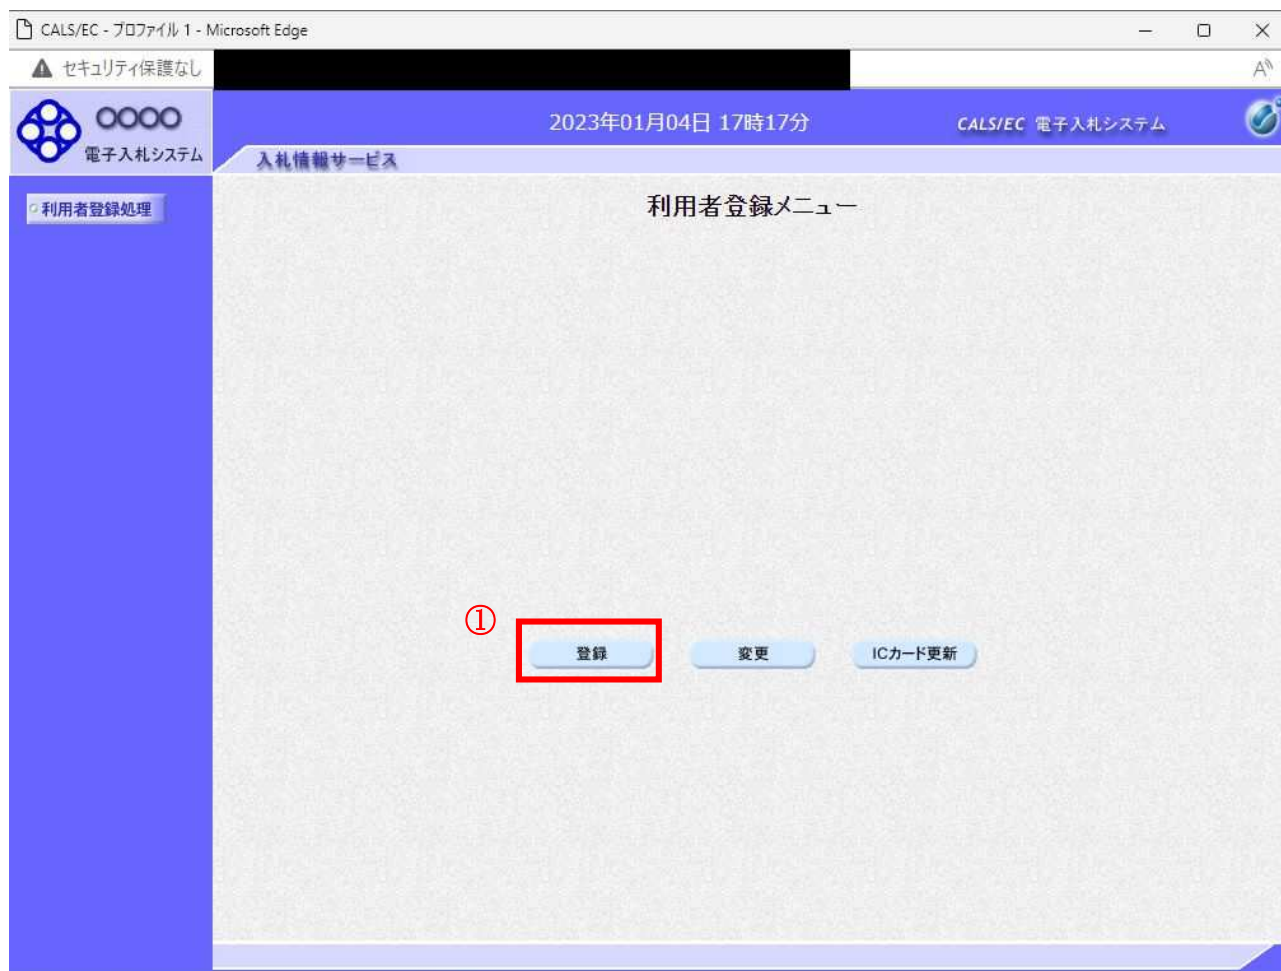 CALS/EC - プロファイル 1 - Microsoft Edge
セキュリティ保護なし
A
○○○○
電子入札システム
2023年01月04日 17時17分
CALS/EC 電子入札システム
入札情報サービス
利用者登録処理
利用者登録メニュー
①
登録 変更 ICカード更新